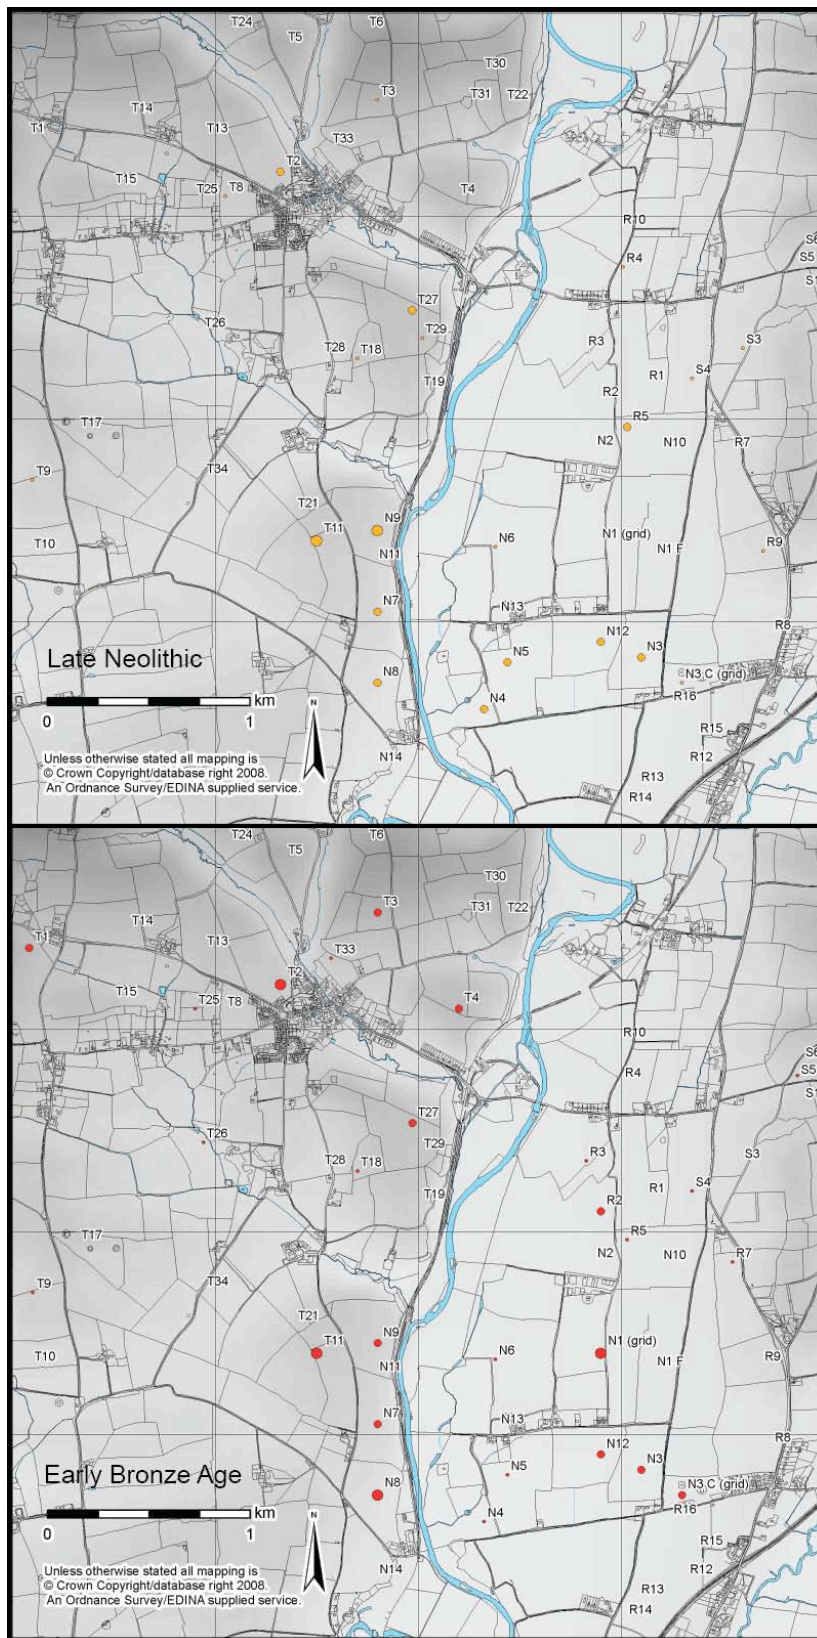 T24
T6
T5
T30
T3
T31
T22
T14
T1
T13
T33
T2
T15
T25
T8
T4
R10
S6
S5
S1
R4
T27
T26
T29
R3
S3
T28
T18
T19
R1
S4
R2
T17
R5
N2
N10
R7
T9
T34
T21
T11
N9
N1 (grid)
T10
N11
N6
N1 F
R9
N7
N13
R8
N12
Late Neolithic
N5
N3
N8
N3 C (grid)
km
R16
0
1
N4
N
R15
N14
R12
Unless otherwise stated all mapping is
© Crown Copyright/database right 2008.
An Ordnance Survey/EDINA supplied service.
R13
R14
T24
T6
T5
T30
T3
T31
T22
T14
T1
T13
T33
T2
T15
T25
T8
T4
R10
S6
S5
S1
R4
T27
T26
T29
R3
S3
T28
T18
T19
R1
S4
R2
T17
R5
N2
N10
R7
T9
T34
T21
T11
N9
N1 (grid)
T10
N11
N6
N1 F
R9
N7
N13
R8
N12
Early Bronze Age
N5
N3
N8
N3 C (grid)
km
R16
0
1
N4
N
R15
N14
R12
Unless otherwise stated all mapping is
© Crown Copyright/database right 2008.
An Ordnance Survey/EDINA supplied service.
R13
R14